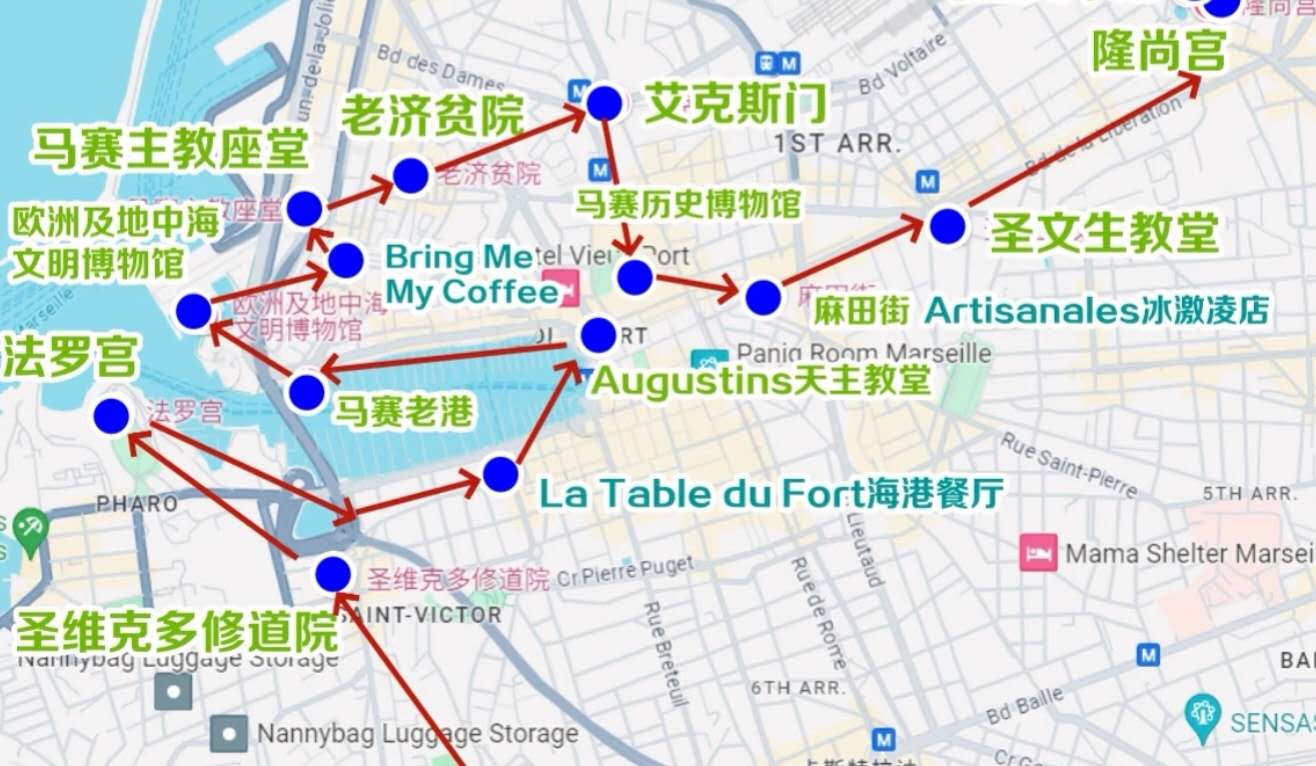 隆尚宫
隆尚宫
Bd Voltaire
Bd des Dames
老济贫院
艾克斯门
马赛主教座堂
1ST ARR.
Bd de la Libération
老济贫院
教座堂
马赛历史博物馆
欧洲及地中海
文明博物馆
圣文生教堂
Bring Me
My Coffee
tel Vieux Port
欧洲及地中海
文明博物馆
麻田街
麻田街 Artisanales冰激凌店
Marseille
RT
Panig Room Marseille
法罗宫
Augustins天主教堂
法罗宫
马赛老港
Rue Saint-Pierre
PHARO
La Table du Fort海港餐厅
5TH ARR.
Lieutaud
Mama Shelter Marsei
圣维克多修道院
Cr Pierre Puget
Rue de Rome
SAINT-VICTOR
圣维克多修道院
Rue Breteuil
Nannybag Luggage Storage
6TH ARR.
BA
Bd Baille
SENSAS
Nannybag Luggage Storage